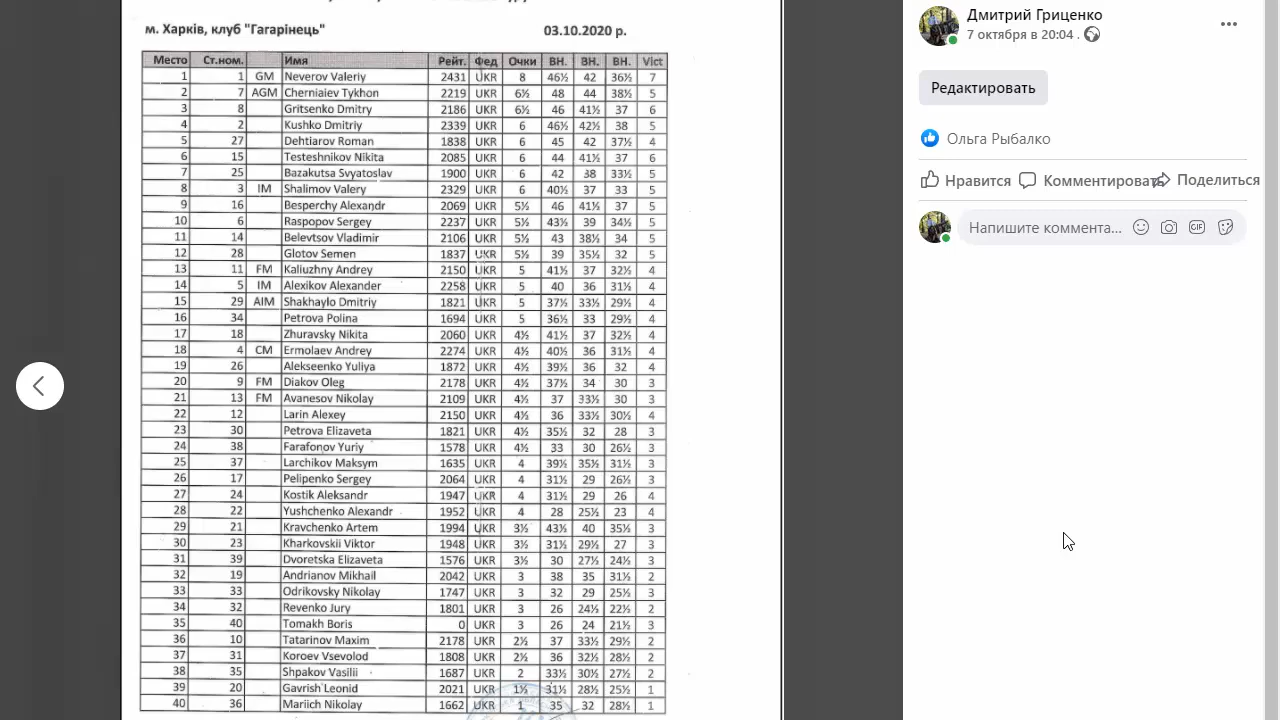 м. Харків, клуб "Гагарінець" 03.10.2020 р.
Место Ст.ном. Имя Рейт. Фед Очки ВН. ВН. ВН. Vict
1 1 GM Neverov Valeriy 2431 UKR 8 46½ 42 36½ 7
2 7 AGM Cherniaiev Tykhon 2219 UKR 6½ 48 44 38½ 5
3 8 Gritsenko Dmitry 2186 UKR 6½ 46 41½ 37 6
4 2 Kushko Dmitriy 2339 UKR 6 46½ 42½ 38 5
5 27 Dehtiarov Roman 1838 UKR 6 45 42 37½ 4
6 15 Testeshnikov Nikita 2085 UKR 6 44 41½ 37 6
7 25 Bazakutsa Svyatoslav 1900 UKR 6 42 38 33½ 5
8 3 IM Shalimov Valery 2329 UKR 6 40½ 37 33 5
9 16 Besperchy Alexandr 2069 UKR 5½ 46 41½ 37 5
10 6 Raspopov Sergey 2237 UKR 5½ 43½ 39 34½ 5
11 14 Belevtsov Vladimir 2106 UKR 5½ 43 38½ 34 5
12 28 Glotov Semen 1837 UKR 5½ 39 35½ 32 5
13 11 FM Kaliuzhny Andrey 2150 UKR 5 41½ 37 32½ 4
14 5 IM Alexikov Alexander 2258 UKR 5 40 36 31½ 4
15 29 AIM Shakhaylo Dmitriy 1821 UKR 5 37½ 33½ 29½ 4
16 34 Petrova Polina 1694 UKR 5 36½ 33 29½ 4
17 18 Zhuravsky Nikita 2060 UKR 4½ 41½ 37 32½ 4
18 4 CM Ermolaev Andrey 2274 UKR 4½ 40½ 36 31½ 4
19 26 Alekseenko Yuliya 1872 UKR 4½ 39½ 36 32 4
20 9 FM Diakov Oleg 2178 UKR 4½ 37½ 34 30 3
21 13 FM Avanesov Nikolay 2109 UKR 4½ 37 33½ 30 3
22 12 Larin Alexey 2150 UKR 4½ 36 33½ 30½ 4
23 30 Petrova Elizaveta 1821 UKR 4½ 35½ 32 28 3
24 38 Farafonov Yuriy 1578 UKR 4½ 33 30 26½ 3
25 37 Larchikov Maksym 1635 UKR 4 39½ 35½ 31½ 3
26 17 Pelipenko Sergey 2064 UKR 4 31½ 29 26½ 3
27 24 Kostik Aleksandr 1947 UKR 4 31½ 29 26 4
28 22 Yushchenko Alexandr 1952 UKR 4 28 25½ 23 4
29 21 Kravchenko Artem 1994 UKR 3½ 43½ 40 35½ 3
30 23 Kharkovskii Viktor 1948 UKR 3½ 31½ 29½ 27 3
31 39 Dvoretska Elizaveta 1576 UKR 3½ 30 27½ 24½ 3
32 19 Andrianov Mikhail 2042 UKR 3 38 35 31½ 2
33 33 Odrikovsky Nikolay 1747 UKR 3 32 29 25½ 3
34 32 Revenko Jury 1801 UKR 3 26 24½ 22½ 2
35 40 Tomakh Boris 0 UKR 3 26 24 21½ 3
36 10 Tatarinov Maxim 2178 UKR 2½ 37 33½ 29½ 2
37 31 Koroev Vsevolod 1808 UKR 2½ 36 32½ 28½ 2
38 35 Shpakov Vasilii 1687 UKR 2 33½ 30½ 27½ 2
39 20 Gavrish Leonid 2021 UKR 1½ 31½ 28½ 25½ 1
40 36 Mariich Nikolay 1662 UKR 1 35 32 28½ 1
Дмитрий Гриценко
7 октября в 20:04 .
Редактировать
Ольга Рыбалко
Нравится Комментировать Поделиться
Напишите коммента... GIF